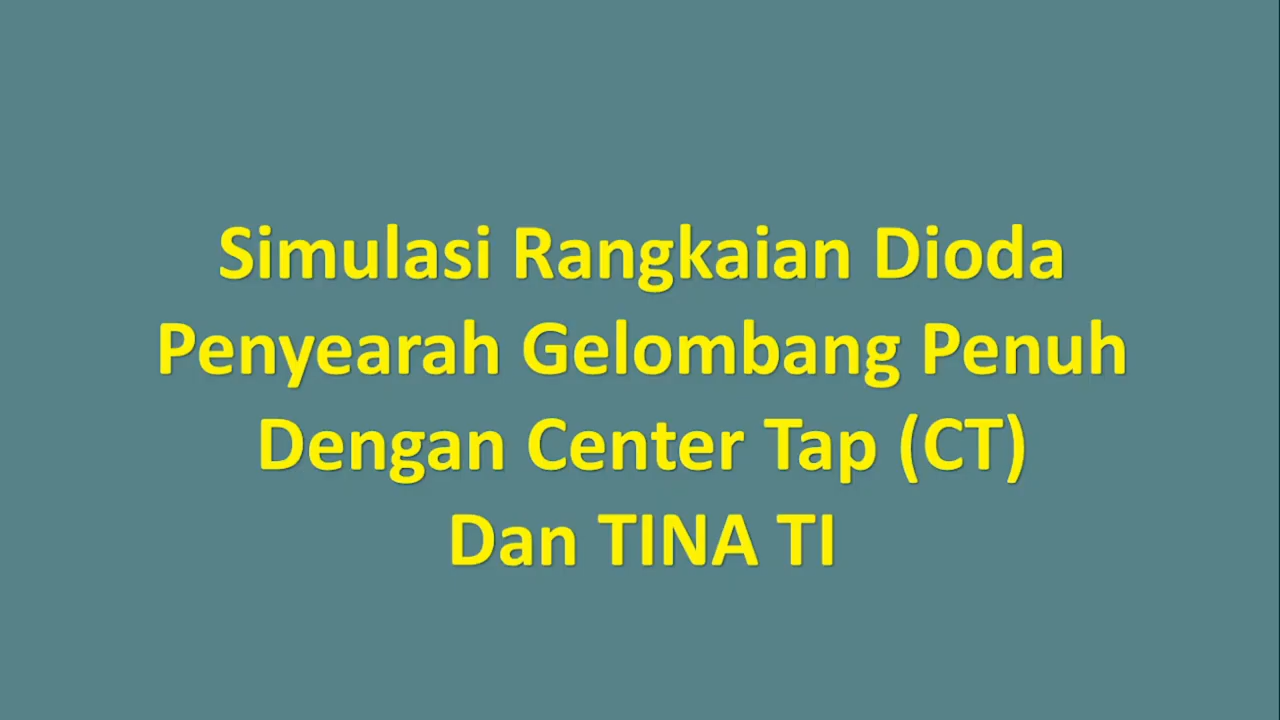 Simulasi Rangkaian Dioda
Penyearah Gelombang Penuh
Dengan Center Tap (CT)
Dan TINA TI